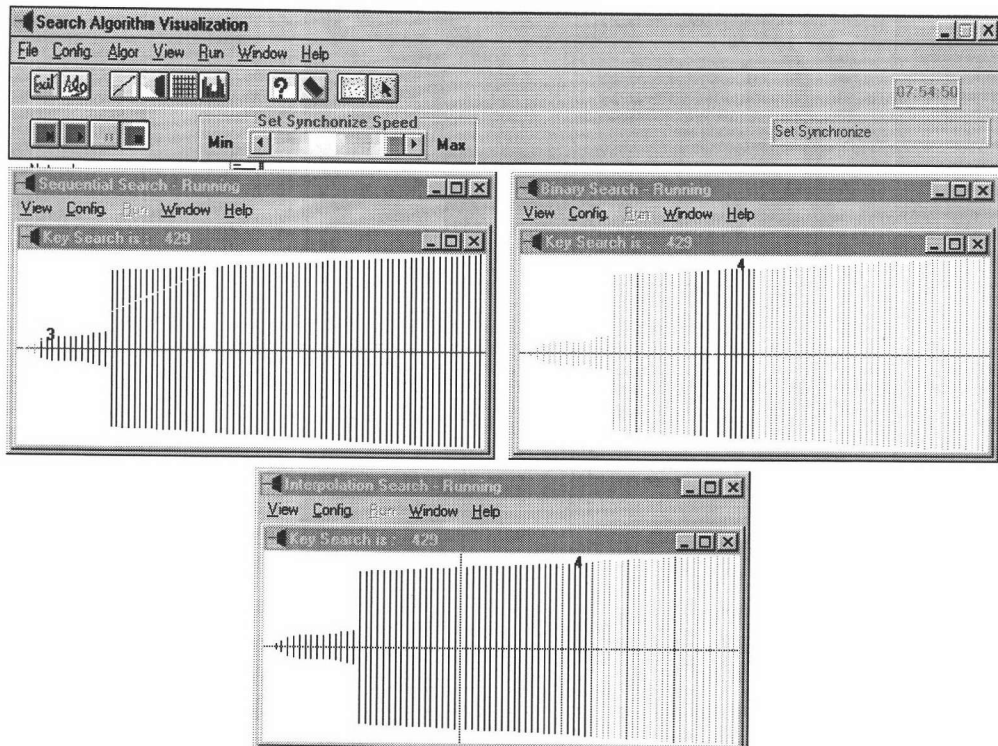 Search Algorithm Visualization
File Config. Algor View Run Window Help
Exit Algo
07:54:50
Set Synchonize Speed
Min Max
Set Synchronize
Sequential Search - Running
View Config. Run Window Help
Key Search is : 429
3
Binary Search - Running
View Config. Run Window Help
Key Search is : 429
4
Interpolation Search - Running
View Config. Run Window Help
Key Search is : 429
4